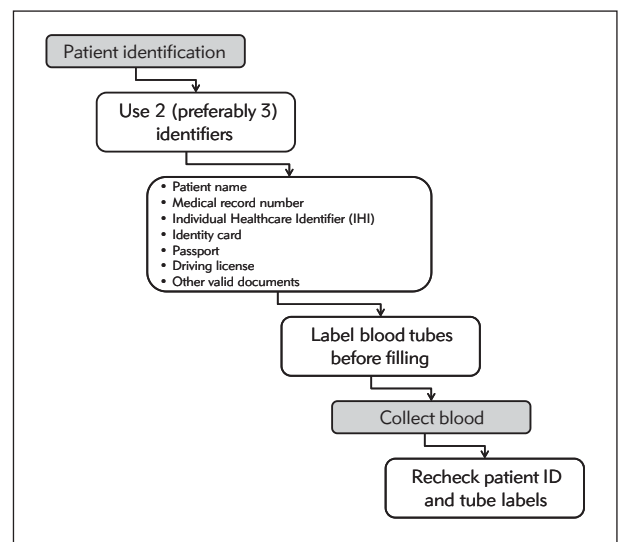 Patient identification
Use 2 (preferably 3)
identifiers
• Patient name
• Medical record number
• Individual Healthcare Identifier (IHI)
• Identity card
• Passport
• Driving license
• Other valid documents
Label blood tubes
before filling
Collect blood
Recheck patient ID
and tube labels